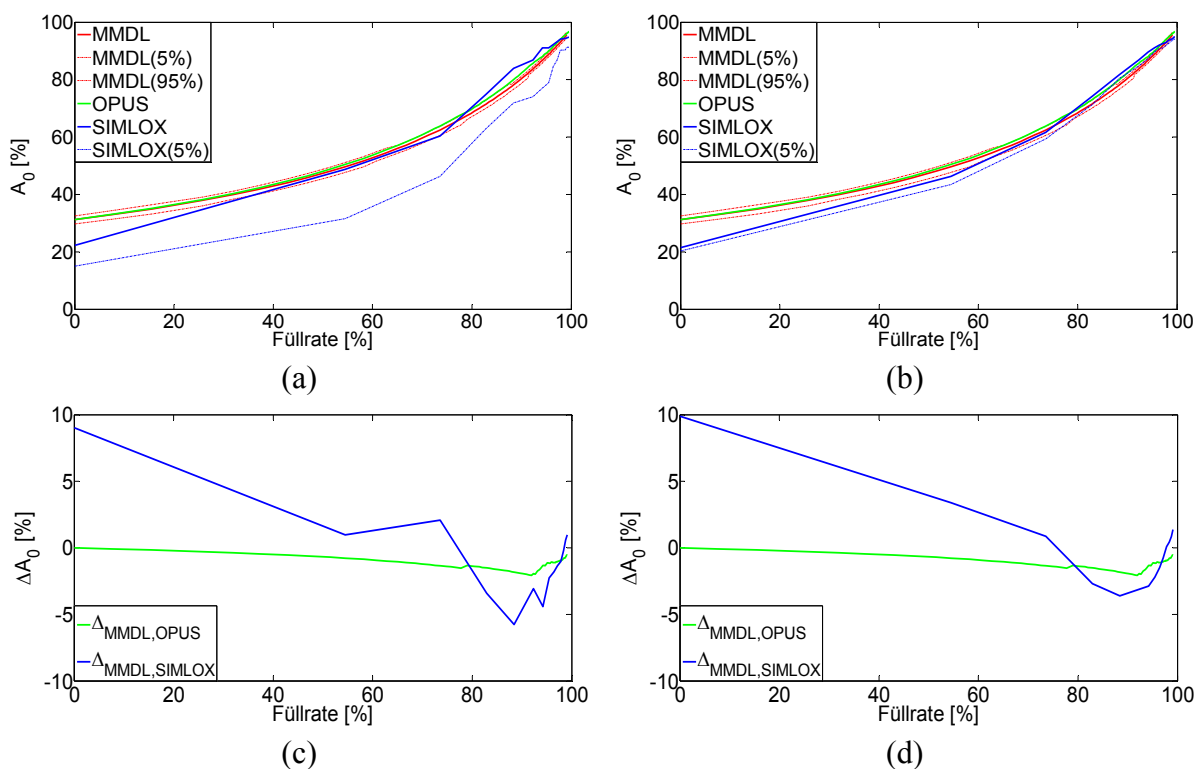 100
80
60
40
20
0
A₀ [%]
MMDL
MMDL(5%)
MMDL(95%)
OPUS
SIMLOX
SIMLOX(5%)
0 20 40 60 80 100
Füllrate [%]
(a)
100
80
60
40
20
0
A₀ [%]
MMDL
MMDL(5%)
MMDL(95%)
OPUS
SIMLOX
SIMLOX(5%)
0 20 40 60 80 100
Füllrate [%]
(b)
10
5
0
-5
-10
ΔA₀ [%]
Δ MMDL,OPUS
Δ MMDL,SIMLOX
0 20 40 60 80 100
Füllrate [%]
(c)
10
5
0
-5
-10
ΔA₀ [%]
Δ MMDL,OPUS
Δ MMDL,SIMLOX
0 20 40 60 80 100
Füllrate [%]
(d)